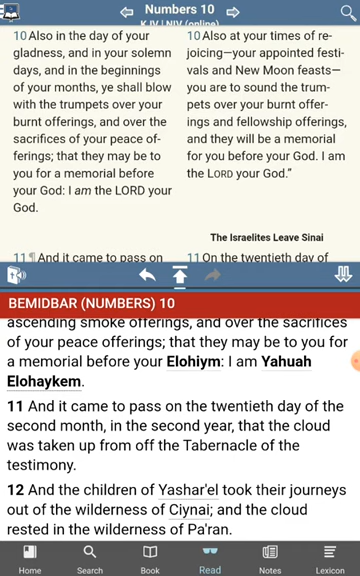 Numbers 10
KJV | NIV (online)
10 Also in the day of your
gladness, and in your solemn
days, and in the beginnings
of your months, ye shall blow
with the trumpets over your
burnt offerings, and over the
sacrifices of your peace of-
ferings; that they may be to
you for a memorial before
your God: I am the LORD your
God.
11 ¶ And it came to pass on
10 Also at your times of re-
joicing—your appointed festi-
vals and New Moon feasts—
you are to sound the trum-
pets over your burnt offer-
ings and fellowship offerings,
and they will be a memorial
for you before your God. I am
the LORD your God.”
The Israelites Leave Sinai
11 On the twentieth day of
BEMIDBAR (NUMBERS) 10
ascending smoke offerings, and over the sacrifices
of your peace offerings; that they may be to you for
a memorial before your Elohiym: I am Yahuah
Elohaykem.
11 And it came to pass on the twentieth day of the
second month, in the second year, that the cloud
was taken up from off the Tabernacle of the
testimony.
12 And the children of Yashar'el took their journeys
out of the wilderness of Ciynai; and the cloud
rested in the wilderness of Pa'ran.
Home Search Book Read Notes Lexicon